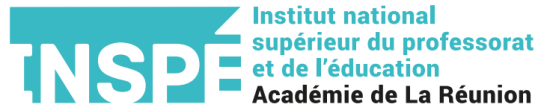 INSPÉ
Institut national
supérieur du professorat
et de l'éducation
Académie de La Réunion